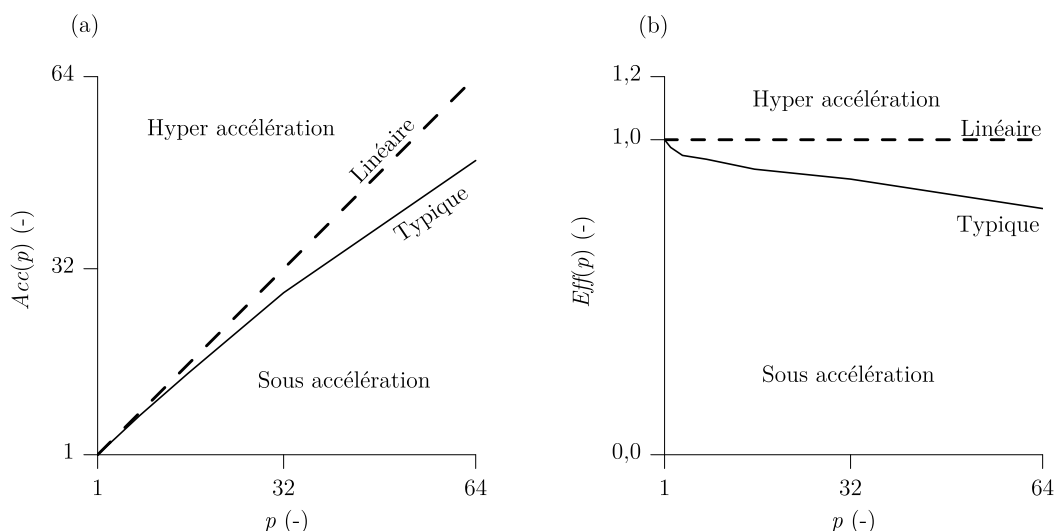 (a)
64
Hyper accélération
Linéaire
Typique
Acc(p) (-)
32
Sous accélération
1
1
32
64
p (-)
(b)
1,2
Hyper accélération
Linéaire
1,0
Typique
Eff(p) (-)
Sous accélération
0,0
1
32
64
p (-)